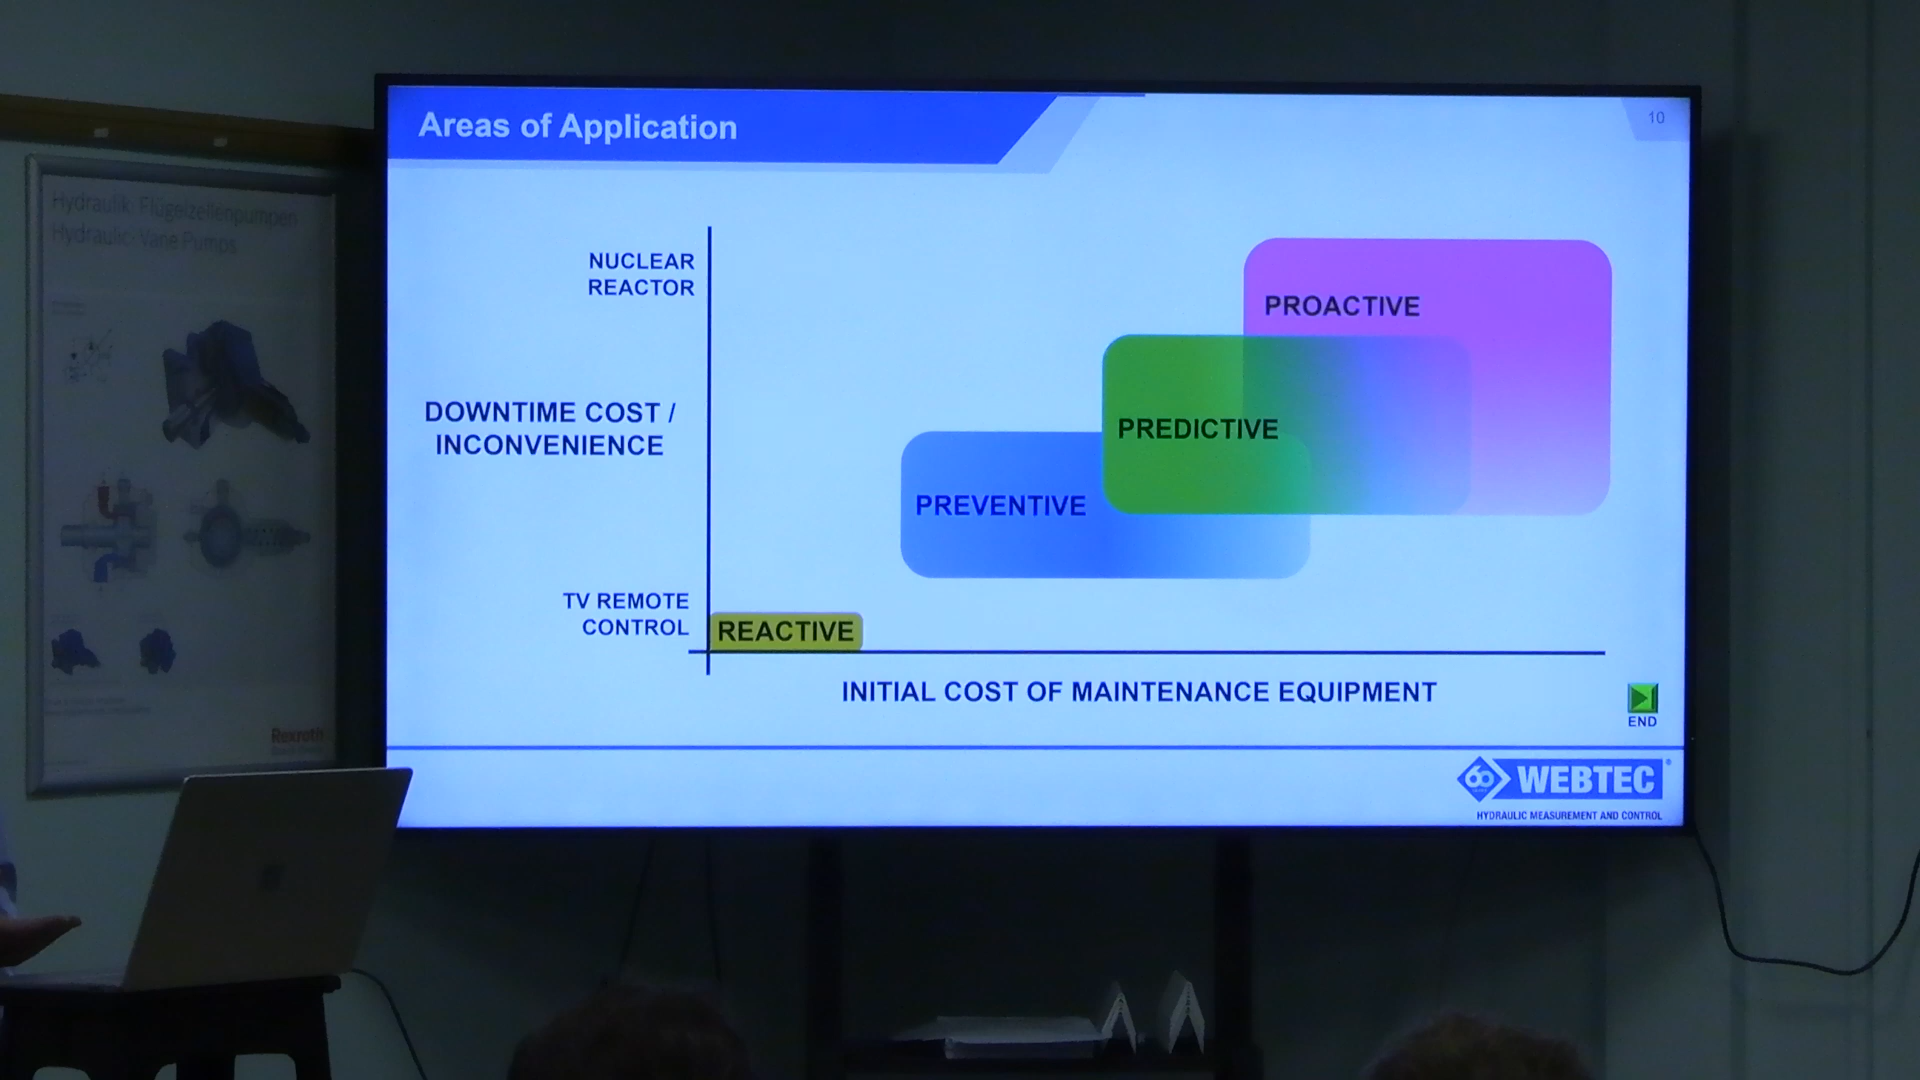 Areas of Application
10
Hydraulik: Flügelzellenpumpen
Hydraulic: Vane Pumps
NUCLEAR
REACTOR
PROACTIVE
DOWNTIME COST /
INCONVENIENCE
PREDICTIVE
PREVENTIVE
TV REMOTE
CONTROL
REACTIVE
INITIAL COST OF MAINTENANCE EQUIPMENT
END
Rexroth
60
WEBTEC
HYDRAULIC MEASUREMENT AND CONTROL